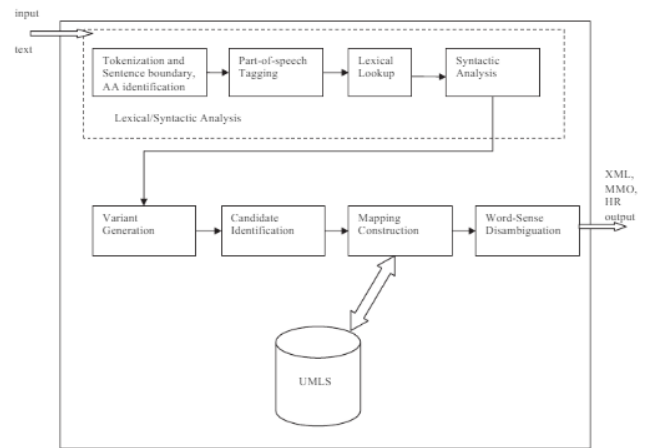 input
text
Tokenization and
Sentence boundary,
AA identification
Part-of-speech
Tagging
Lexical
Lookup
Syntactic
Analysis
Lexical/Syntactic Analysis
Variant
Generation
Candidate
Identification
Mapping
Construction
Word-Sense
Disambiguation
XML,
MMO,
HR
output
UMLS